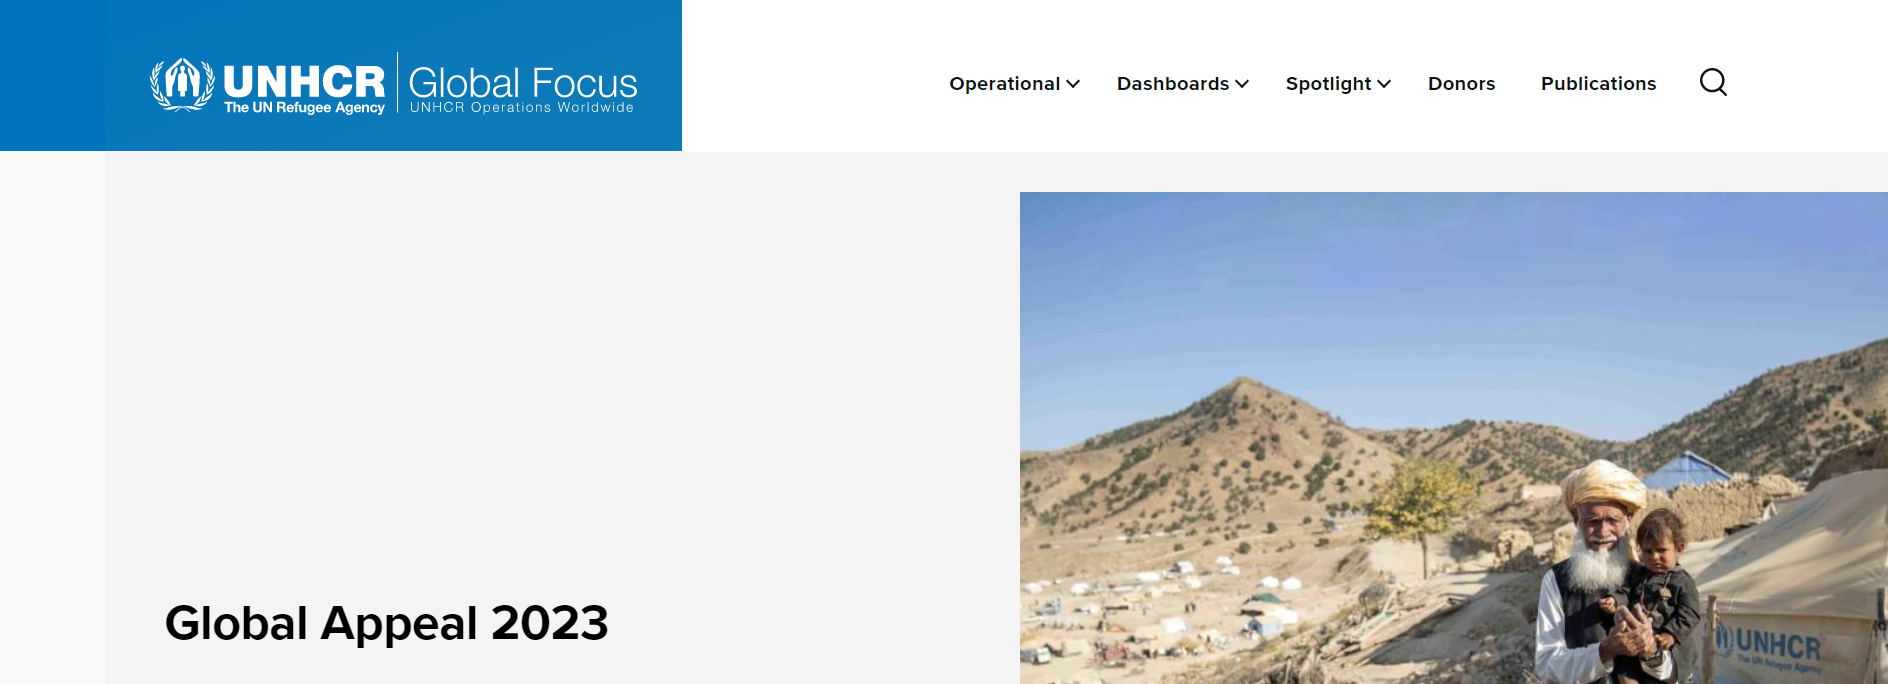 UNHCR
The UN Refugee Agency
Global Focus
UNHCR Operations Worldwide
Operational
Dashboards
Spotlight
Donors
Publications
Global Appeal 2023
UNHCR
The UN Refugee Agency